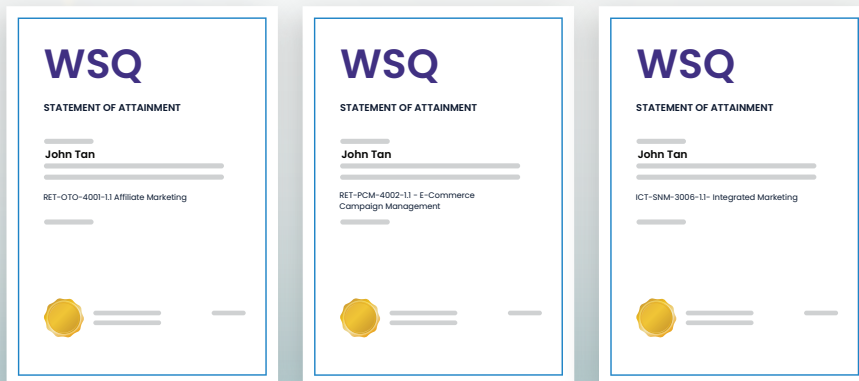 WSQ
STATEMENT OF ATTAINMENT
John Tan
RET-OTO-4001-1.1 Affiliate Marketing
WSQ
STATEMENT OF ATTAINMENT
John Tan
RET-PCM-4002-1.1 - E-Commerce
Campaign Management
WSQ
STATEMENT OF ATTAINMENT
John Tan
ICT-SNM-3006-1.1- Integrated Marketing